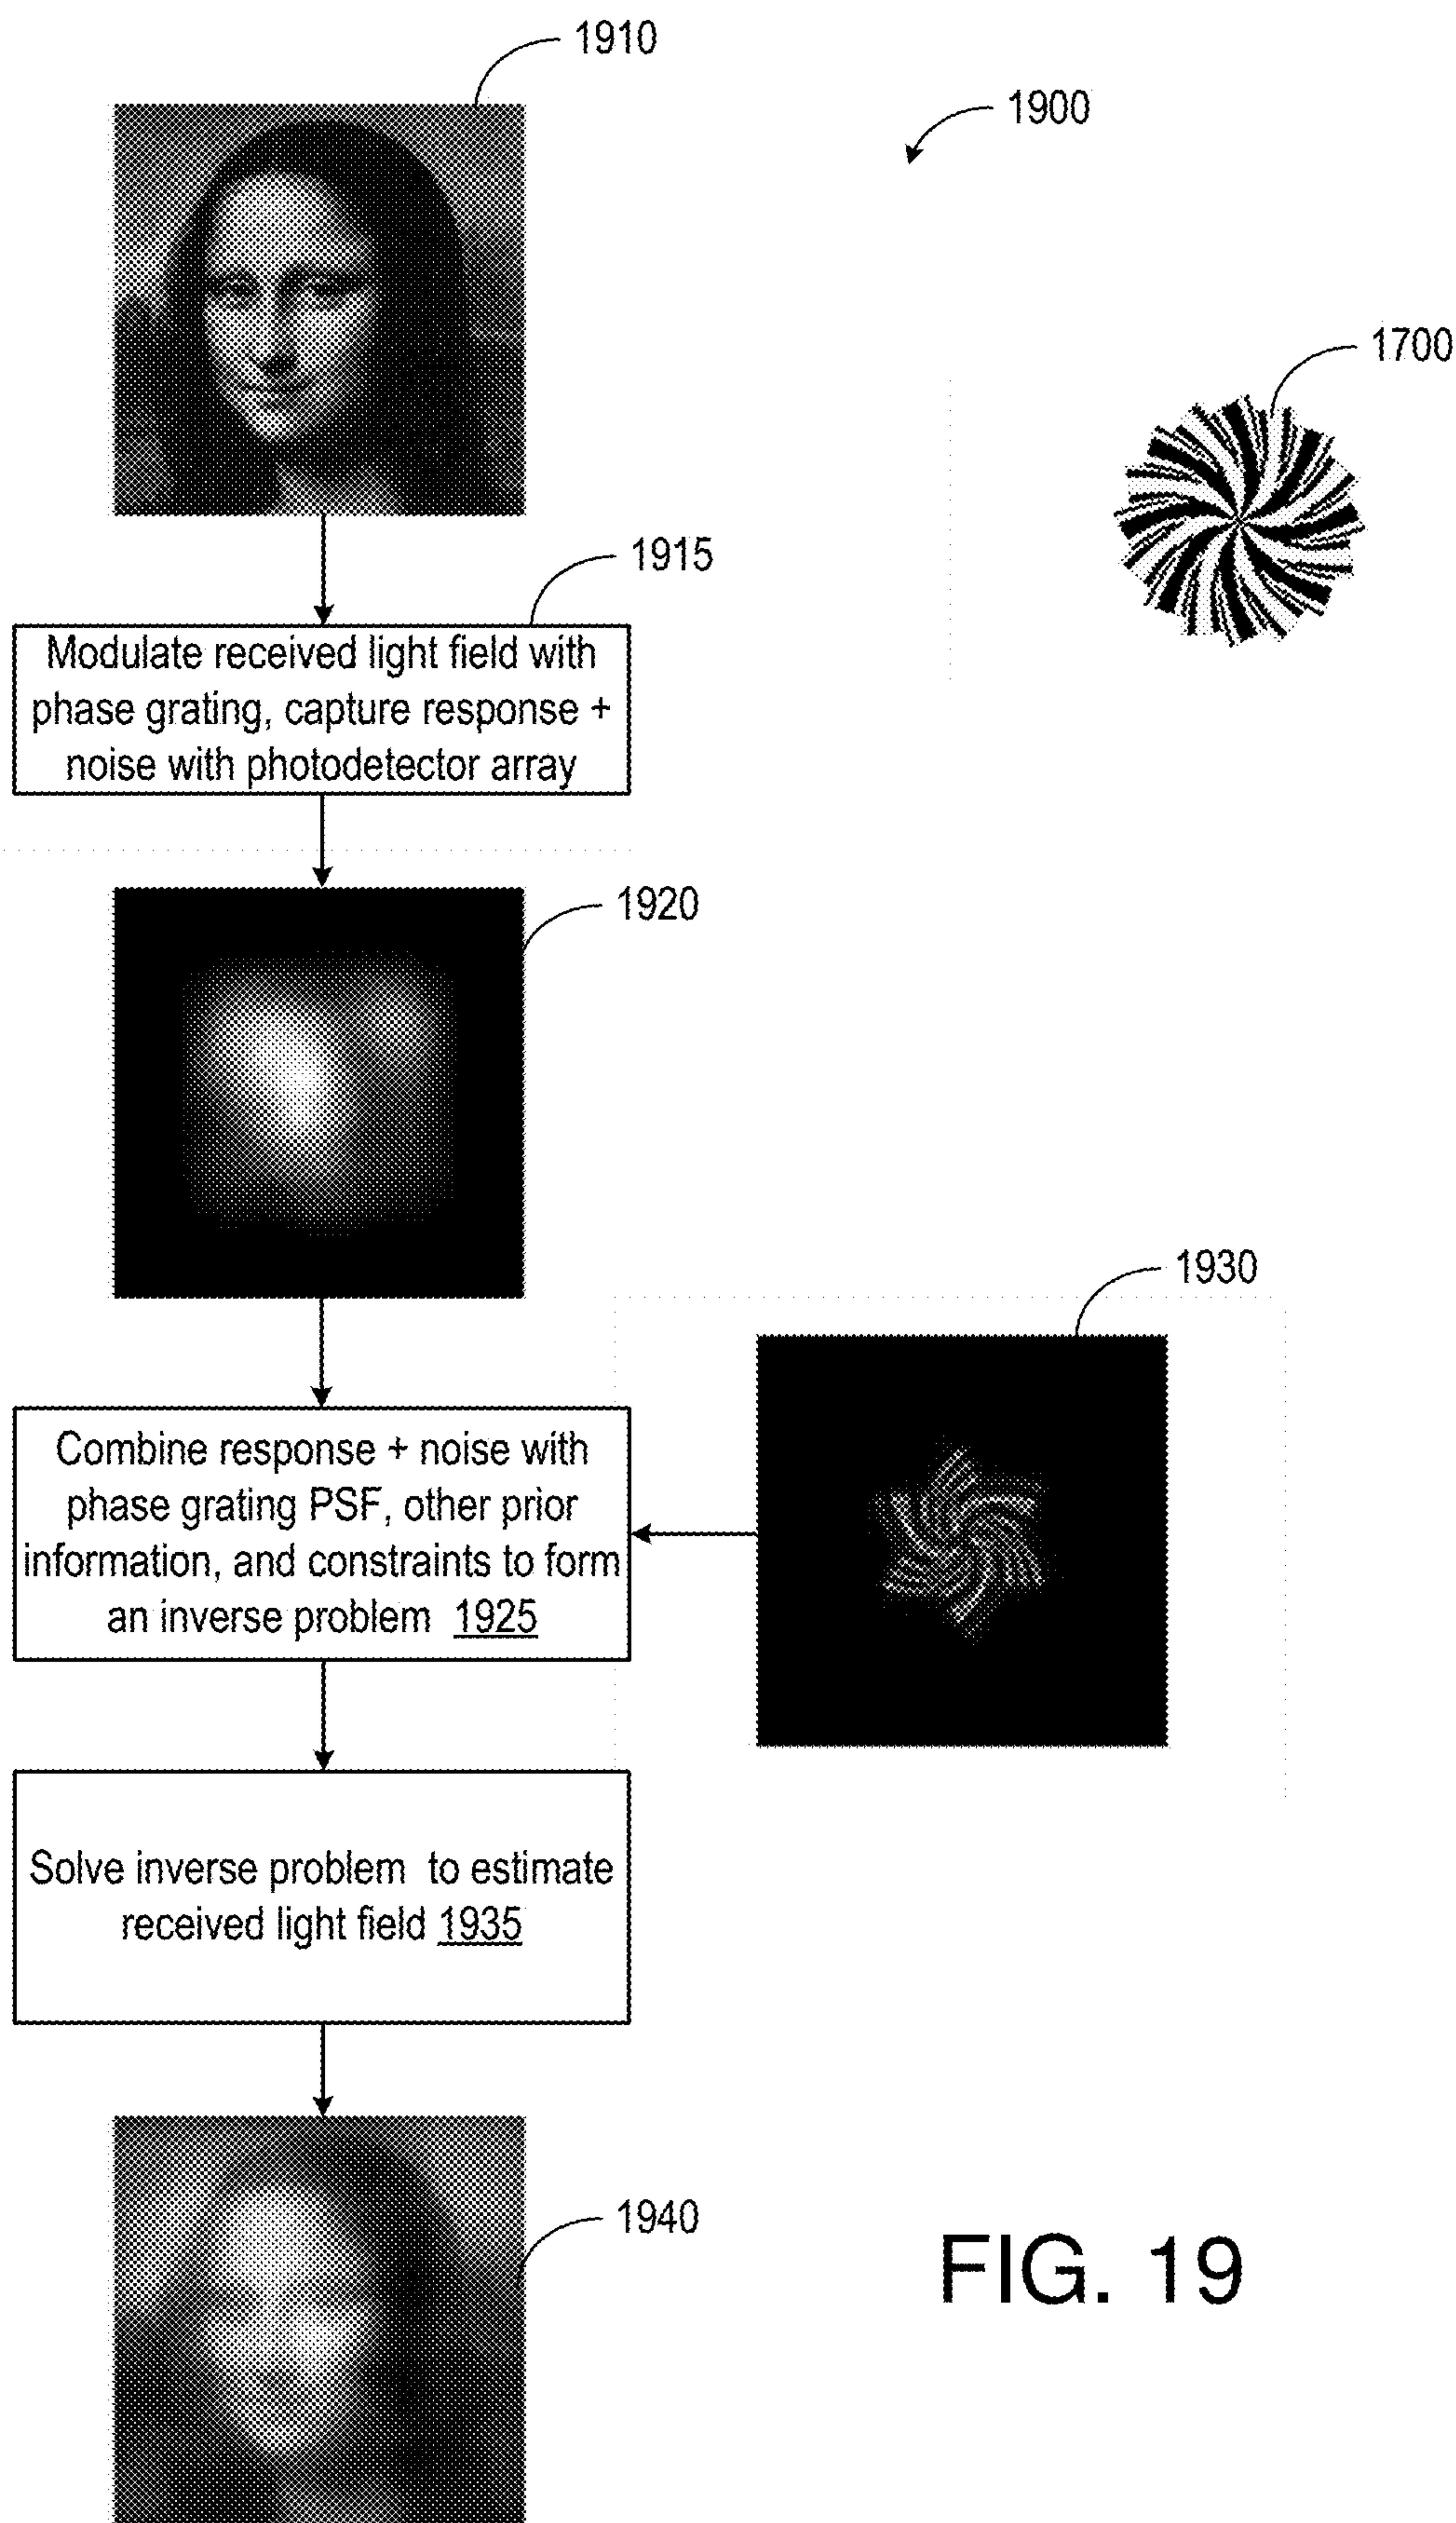 1910
1900
1700
1915
Modulate received light field with
phase grating, capture response +
noise with photodetector array
1920
1930
Combine response + noise with
phase grating PSF, other prior
information, and constraints to form
an inverse problem 1925
Solve inverse problem to estimate
received light field 1935
1940
FIG. 19